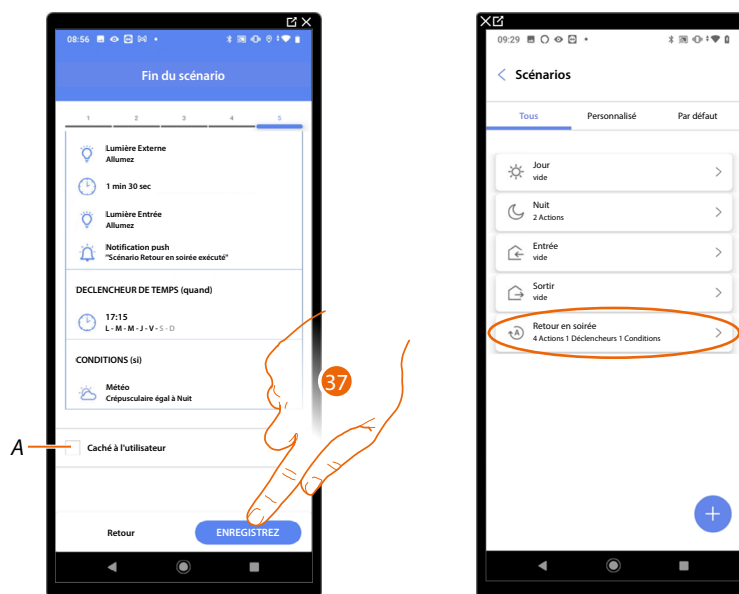 08:56
Fin du scénario
1 2 3 4 5
Lumière Externe
Allumez
1 min 30 sec
Lumière Entrée
Allumez
Notification push
"Scénario Retour en soirée exécuté"
DECLENCHEUR DE TEMPS (quand)
17:15
L - M - M - J - V - S - D
CONDITIONS (si)
Météo
Crépusculaire égal à Nuit
37
A
Caché à l'utilisateur
Retour
ENREGISTREZ
09:29
Scénarios
Tous Personnalisé Par défaut
Jour
vide
Nuit
2 Actions
Entrée
vide
Sortir
vide
A
Retour en soirée
4 Actions 1 Déclencheurs 1 Conditions